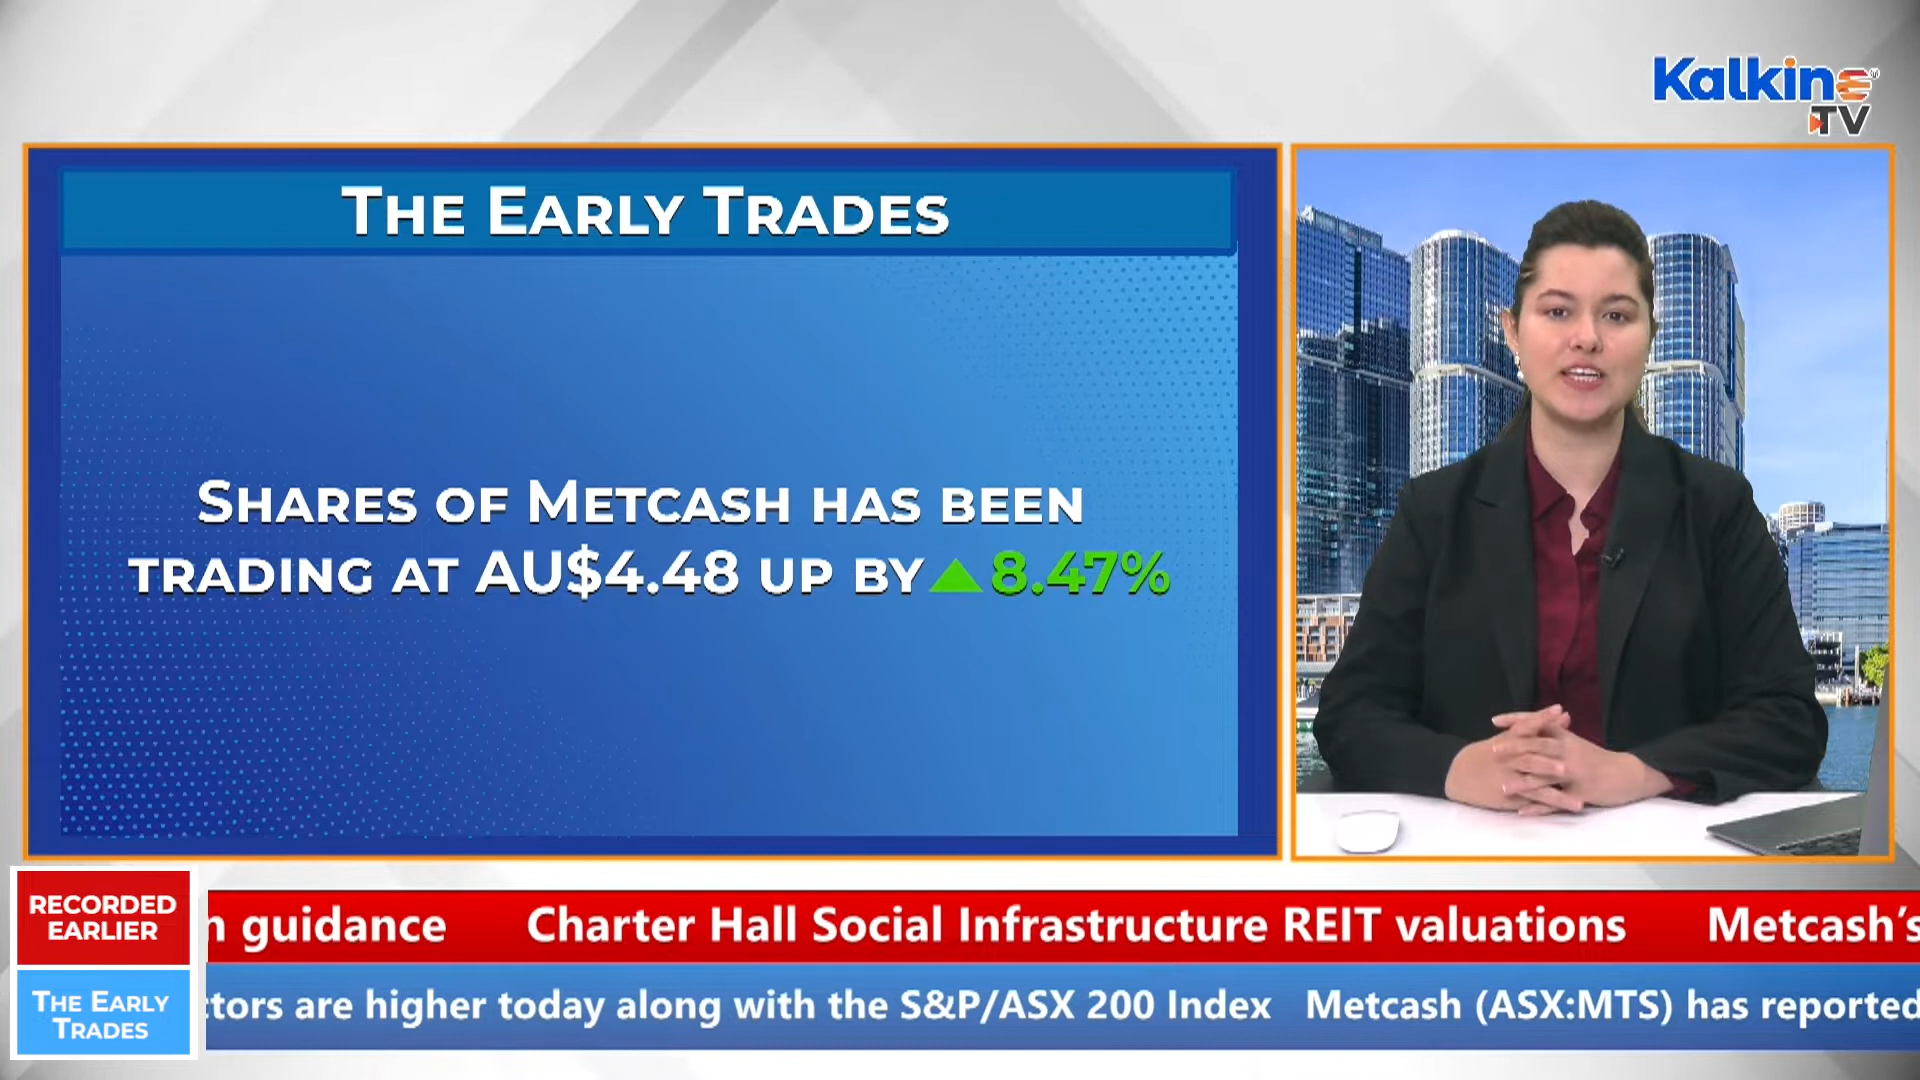 Kalkine
TV
THE EARLY TRADES
SHARES OF METCASH HAS BEEN
TRADING AT AU$4.48 UP BY ▲8.47%
RECORDED
EARLIER
guidance Charter Hall Social Infrastructure REIT valuations Metcash's
THE EARLY
TRADES
are higher today along with the S&P/ASX 200 Index Metcash (ASX:MTS) has reported